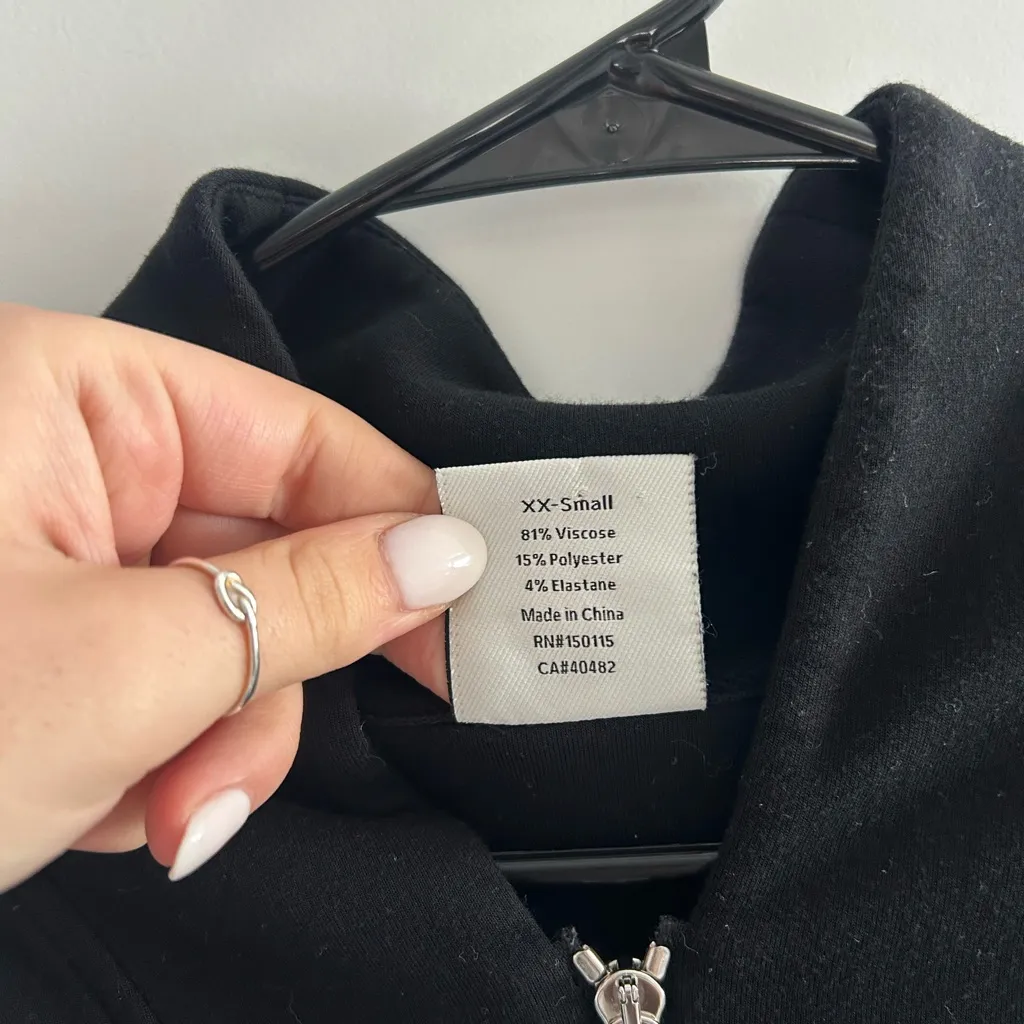 XX-Small
81% Viscose
15% Polyester
4% Elastane
Made in China
RN#150115
CA#40482